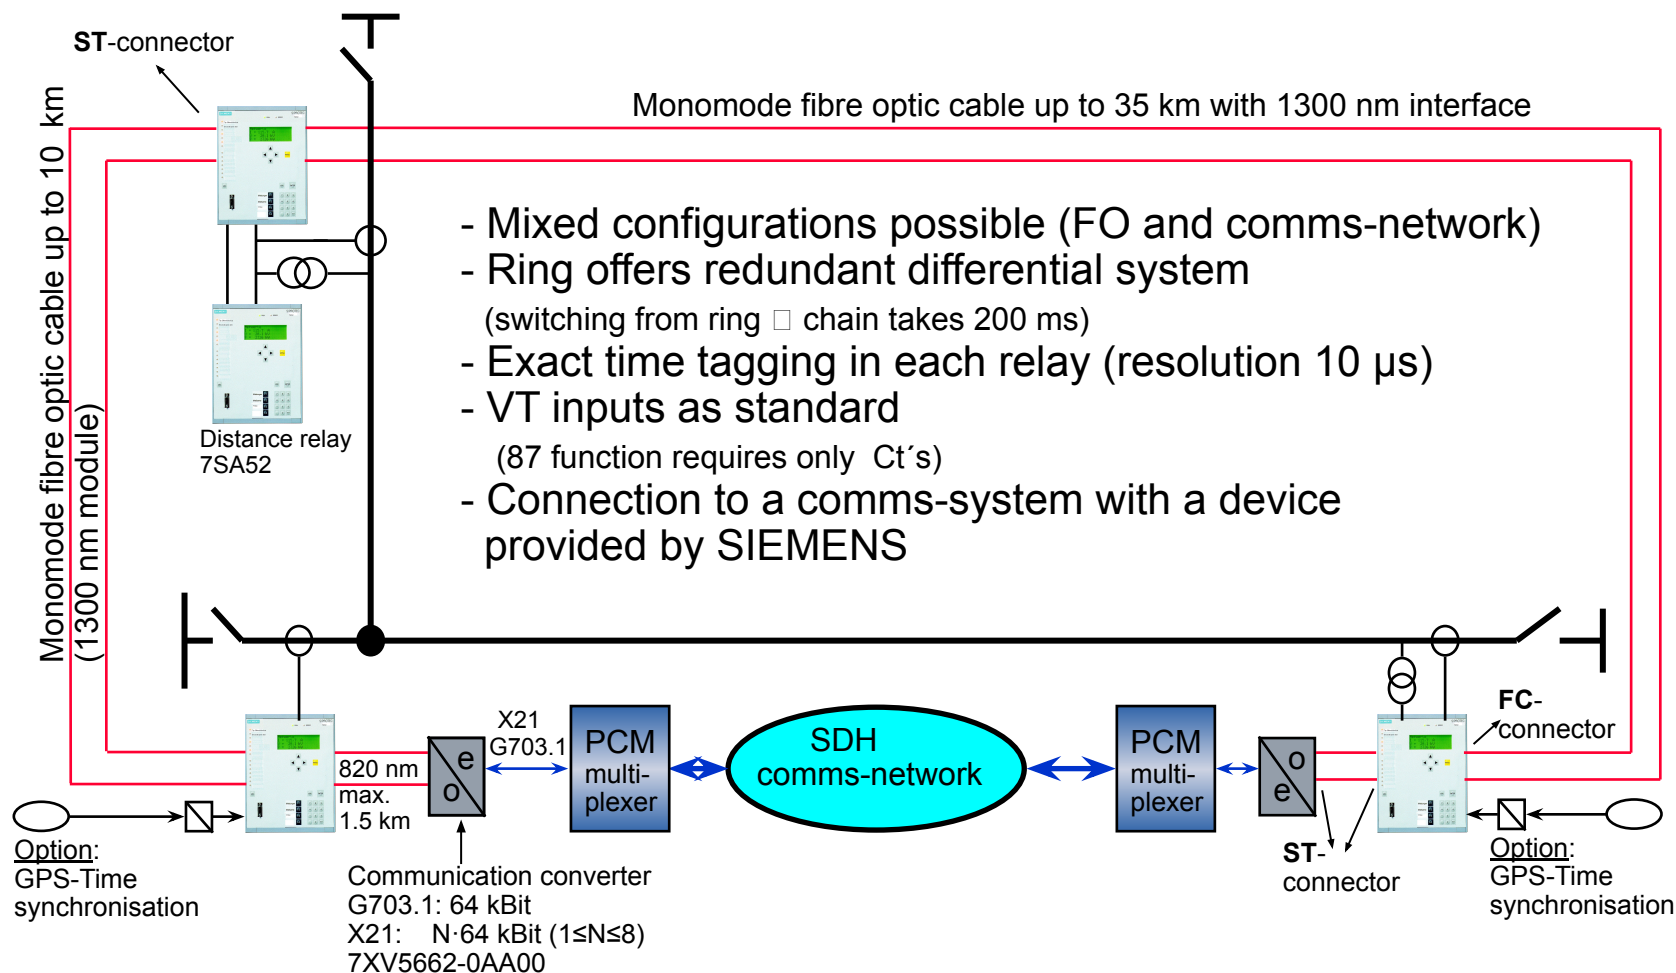 ST-connector
Monomode fibre optic cable up to 35 km with 1300 nm interface
Monomode fibre optic cable up to 10 km
(1300 nm module)
- Mixed configurations possible (FO and comms-network)
- Ring offers redundant differential system
(switching from ring □ chain takes 200 ms)
- Exact time tagging in each relay (resolution 10 µs)
- VT inputs as standard
(87 function requires only Ct´s)
- Connection to a comms-system with a device
provided by SIEMENS
Distance relay
7SA52
820 nm
max.
1.5 km
e
o
X21
G703.1
PCM
multi-
plexer
SDH
comms-network
PCM
multi-
plexer
o
e
FC-
connector
ST-
connector
Option:
GPS-Time
synchronisation
Communication converter
G703.1: 64 kBit
X21: N·64 kBit (1≤N≤8)
7XV5662-0AA00
Option:
GPS-Time
synchronisation